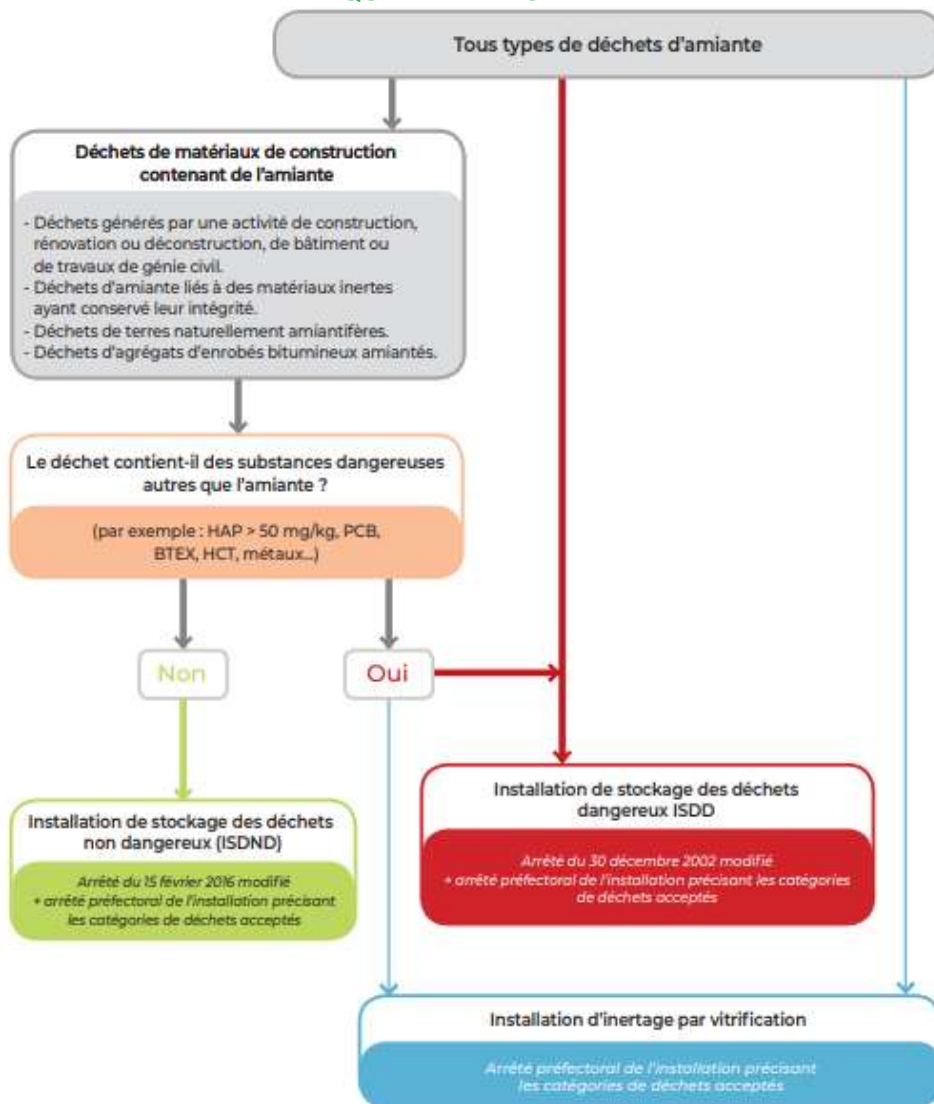 Tous types de déchets d'amiante
Déchets de matériaux de construction
contenant de l'amiante
- Déchets générés par une activité de construction,
rénovation ou déconstruction, de bâtiment ou
de travaux de génie civil.
- Déchets d'amiante liés à des matériaux inertes
ayant conservé leur intégrité.
- Déchets de terres naturellement amiantifères.
- Déchets d'agrégats d'enrobés bitumineux amiantés.
Le déchet contient-il des substances dangereuses
autres que l'amiante ?
(par exemple : HAP > 50 mg/kg, PCB,
BTEX, HCT, métaux...)
Non
Oui
Installation de stockage des déchets
non dangereux (ISDND)
Arrêté du 15 février 2016 modifié
+ arrêté préfectoral de l'installation précisant
les catégories de déchets acceptés
Installation de stockage des déchets
dangereux ISDD
Arrêté du 30 décembre 2002 modifié
+ arrêté préfectoral de l'installation précisant les catégories
de déchets acceptés
Installation d'inertage par vitrification
Arrêté préfectoral de l'installation précisant
les catégories de déchets acceptés